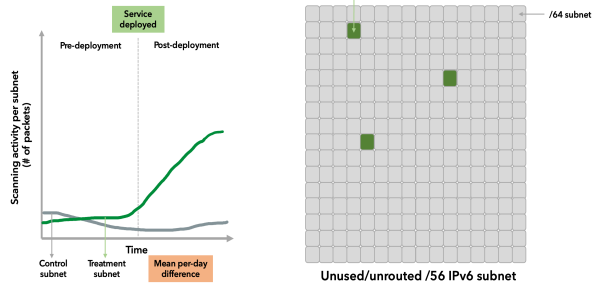 Service
deployed
Pre-deployment
Post-deployment
Scanning activity per subnet
(# of packets)
Time
Control
subnet
Treatment
subnet
Mean per-day
difference
/64 subnet
Unused/unrouted /56 IPv6 subnet